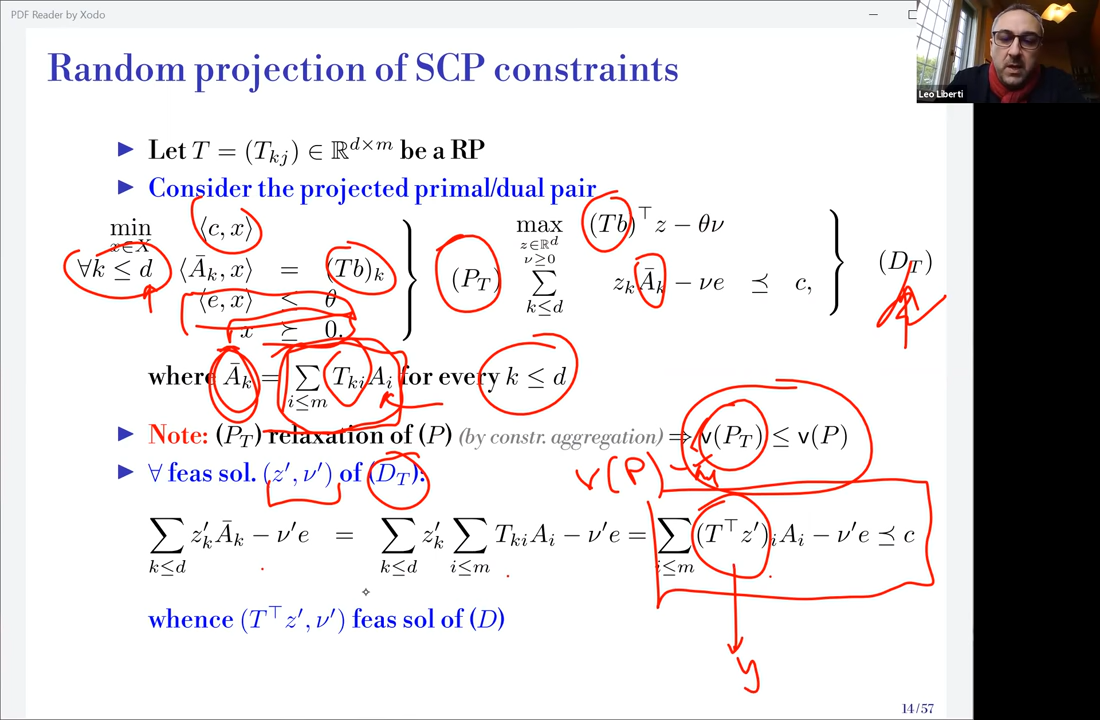 PDF Reader by Xodo
Leo Liberti
Random projection of SCP constraints
▶ Let T = (T_{kj}) ∈ ℝ^{d×m} be a RP
▶ Consider the projected primal/dual pair
min_{x∈X} ⟨c, x⟩
∀k ≤ d ⟨Ā_k, x⟩ = (Tb)_k
⟨e, x⟩ ≤ θ
x ⪰ 0.
(P_T)
max_{z∈ℝ^d, ν≥0} (Tb)^⊤ z − θν
∑_{k≤d} z_k Ā_k − νe ⪯ c,
(D_T)
where Ā_k = ∑_{i≤m} T_{ki} A_i for every k ≤ d
▶ Note: (P_T) relaxation of (P) (by constr. aggregation) ⇒ v(P_T) ≤ v(P)
▶ ∀ feas sol. (z′, ν′) of (D_T):
v(P) −
∑_{k≤d} z′_k Ā_k − ν′e = ∑_{k≤d} z′_k ∑_{i≤m} T_{ki} A_i − ν′e = ∑_{i≤m} (T^⊤ z′)_i A_i − ν′e ⪯ c
whence (T^⊤ z′, ν′) feas sol of (D)
y
14/57